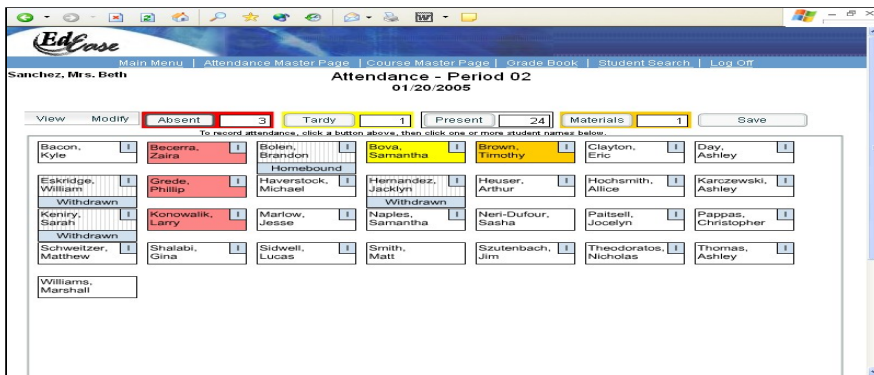 EdEase
Main Menu | Attendance Master Page | Course Master Page | Grade Book | Student Search | Log Off
Sanchez, Mrs. Beth
Attendance - Period 02
01/20/2005
View Modify Absent 3 Tardy 1 Present 24 Materials 1 Save
To record attendance, click a button above, then click one or more student names below.
Bacon, I Becerra, I Bolen, I Bova, I Brown, I Clayton, I Day, I
Kyle Zaira Brandon Samantha Timothy Eric Ashley
Homebound
Eskridge, I Grede, I Haverstock, I Hernandez, I Heuser, I Hochsmith, I Karczewski, I
William Phillip Michael Jacklyn Arthur Allice Ashley
Withdrawn Withdrawn
Keniry, I Konowalik, I Marlow, I Naples, I Neri-Dufour, Paitsell, I Pappas, I
Sarah Larry Jesse Samantha Sasha Jocelyn Christopher
Withdrawn
Schweitzer, I Shalabi, I Sidwell, I Smith, Szutenbach, I Theodoratos, I Thomas, I
Matthew Gina Lucas Matt Jim Nicholas Ashley
Williams,
Marshall